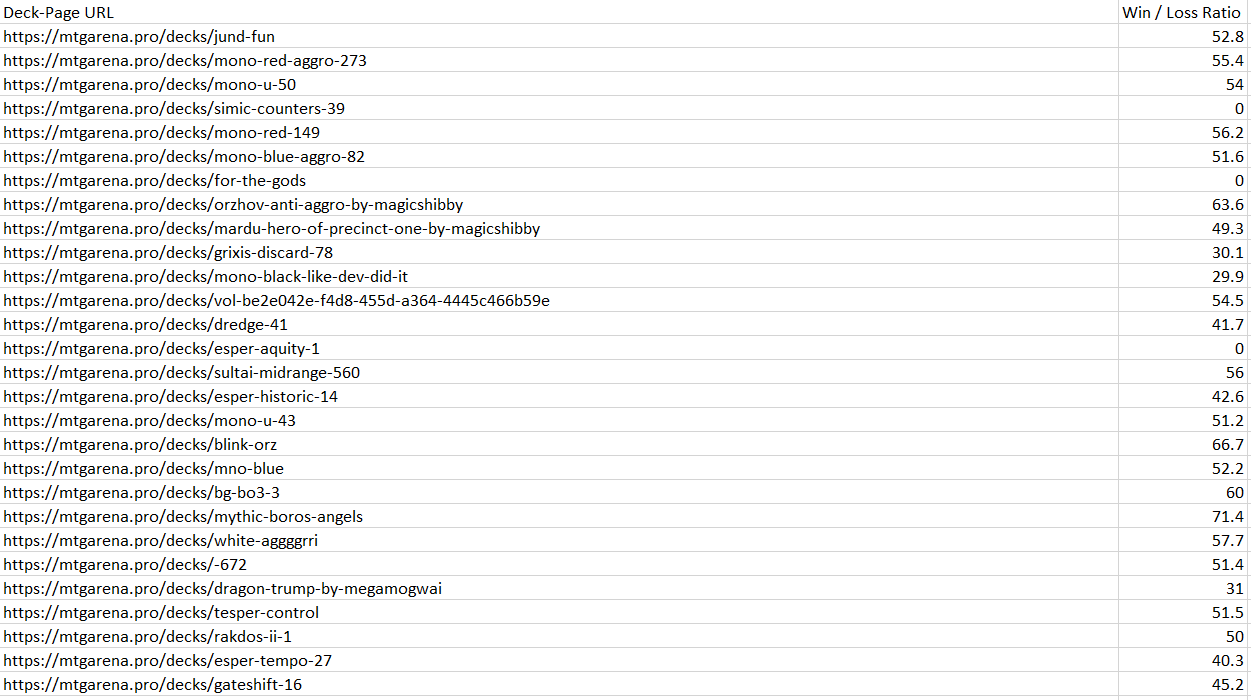 Deck-Page URL Win / Loss Ratio
https://mtgarena.pro/decks/jund-fun 52.8
https://mtgarena.pro/decks/mono-red-aggro-273 55.4
https://mtgarena.pro/decks/mono-u-50 54
https://mtgarena.pro/decks/simic-counters-39 0
https://mtgarena.pro/decks/mono-red-149 56.2
https://mtgarena.pro/decks/mono-blue-aggro-82 51.6
https://mtgarena.pro/decks/for-the-gods 0
https://mtgarena.pro/decks/orzhov-anti-aggro-by-magicshibby 63.6
https://mtgarena.pro/decks/mardu-hero-of-precinct-one-by-magicshibby 49.3
https://mtgarena.pro/decks/grixis-discard-78 30.1
https://mtgarena.pro/decks/mono-black-like-dev-did-it 29.9
https://mtgarena.pro/decks/vol-be2e042e-f4d8-455d-a364-4445c466b59e 54.5
https://mtgarena.pro/decks/dredge-41 41.7
https://mtgarena.pro/decks/esper-aquity-1 0
https://mtgarena.pro/decks/sultai-midrange-560 56
https://mtgarena.pro/decks/esper-historic-14 42.6
https://mtgarena.pro/decks/mono-u-43 51.2
https://mtgarena.pro/decks/blink-orz 66.7
https://mtgarena.pro/decks/mno-blue 52.2
https://mtgarena.pro/decks/bg-bo3-3 60
https://mtgarena.pro/decks/mythic-boros-angels 71.4
https://mtgarena.pro/decks/white-aggggrri 57.7
https://mtgarena.pro/decks/-672 51.4
https://mtgarena.pro/decks/dragon-trump-by-megamogwai 31
https://mtgarena.pro/decks/tesper-control 51.5
https://mtgarena.pro/decks/rakdos-ii-1 50
https://mtgarena.pro/decks/esper-tempo-27 40.3
https://mtgarena.pro/decks/gateshift-16 45.2